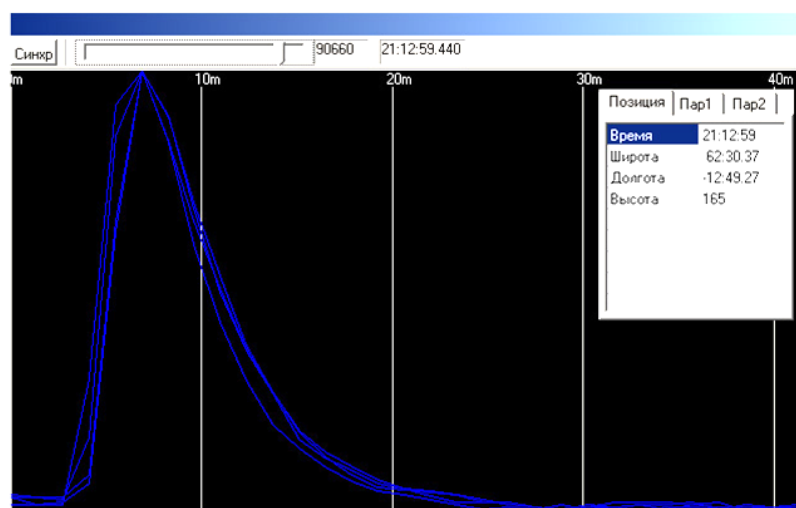 Синхр 90660 21:12:59.440
10m 20m 30m 40m
Позиция Пар1 Пар2
Время 21:12:59
Широта 62:30.37
Долгота -12:49.27
Высота 165